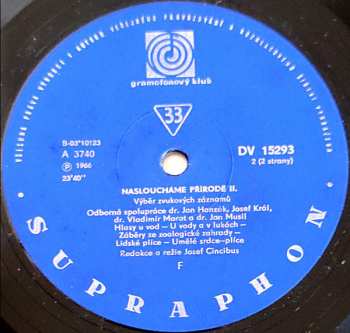 VÝROBCE
gramofonový klub
33
B-03*10123
A 3740
Ⓟ 1966
23'40"
DV 15293
2 (2 strany)
NASLOUCHÁME PŘÍRODĚ II.
Výběr zvukových záznamů
Odborná spolupráce dr. Jan Hanzák, Josef Král,
dr. Vladimír Morot a dr. Jan Musil
Hlasy u vod – U vody a v lukách –
Záběry ze zoologické zahrady –
Lidské plíce – Umělé srdce-plíce
Redakce a režie Josef Cincibus
F
SUPRAPHON